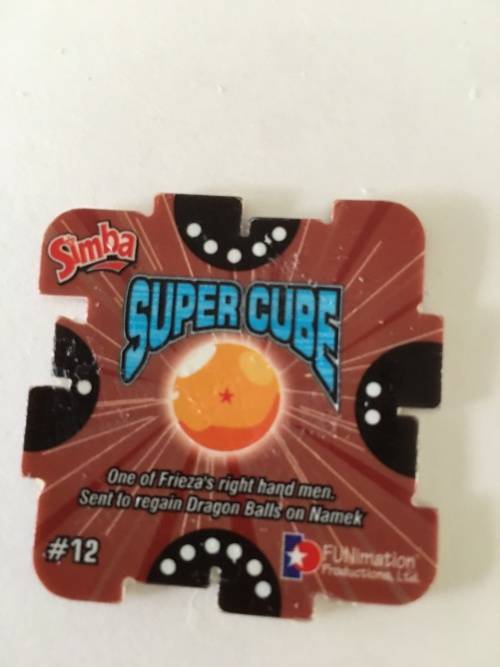 Simba
SUPER CUBE
One of Frieza's right hand men.
Sent to regain Dragon Balls on Namek
#12
FUNimation
Productions, Ltd.